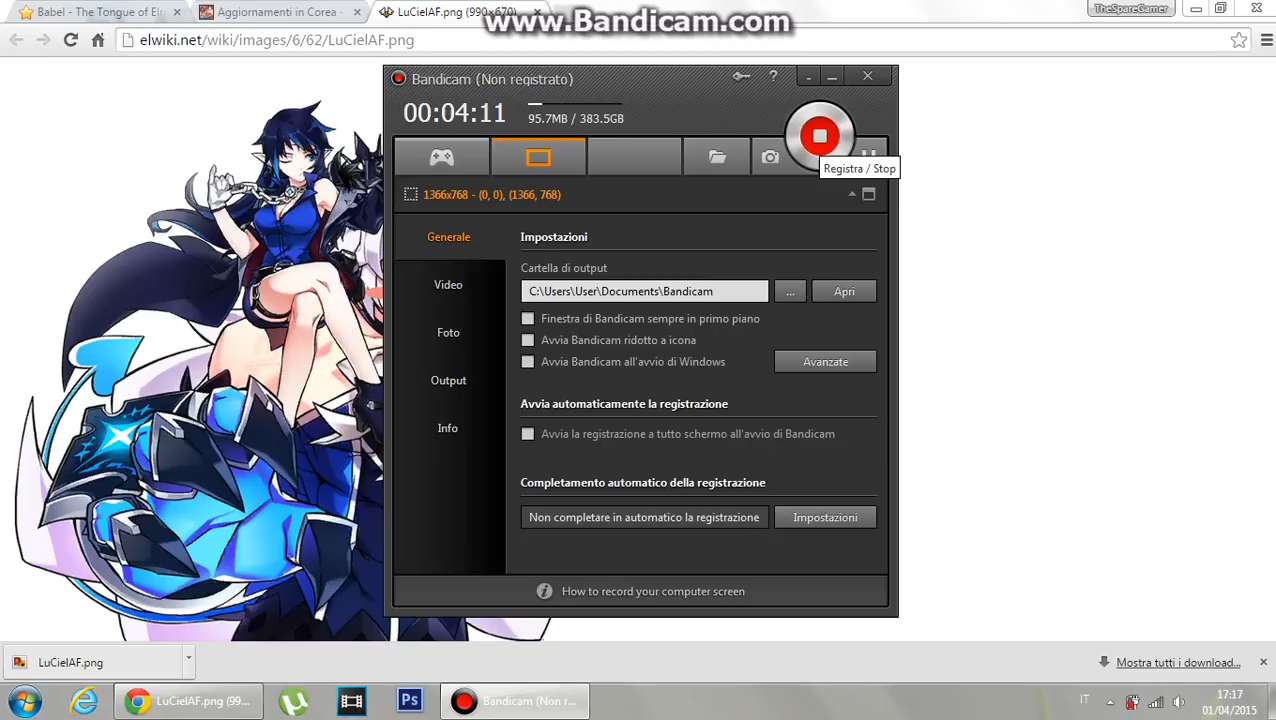 Babel - The Tongue of Elr
Aggiornamenti in Corea -
LuCielAF.png (990×670)
www.Bandicam.com
TheSpareGamer
elwiki.net/wiki/images/6/62/LuCielAF.png
Bandicam (Non registrato)
?
00:04:11
95.7MB / 383.5GB
Registra / Stop
1366x768 - (0, 0), (1366, 768)
Generale
Video
Foto
Output
Info
Impostazioni
Cartella di output
C:\Users\User\Documents\Bandicam
...
Apri
Finestra di Bandicam sempre in primo piano
Avvia Bandicam ridotto a icona
Avvia Bandicam all'avvio di Windows
Avanzate
Avvia automaticamente la registrazione
Avvia la registrazione a tutto schermo all'avvio di Bandicam
Completamento automatico della registrazione
Non completare in automatico la registrazione
Impostazioni
How to record your computer screen
LuCielAF.png
Mostra tutti i download...
LuCielAF.png (99...
Ps
Bandicam (Non r...
IT
17:17
01/04/2015